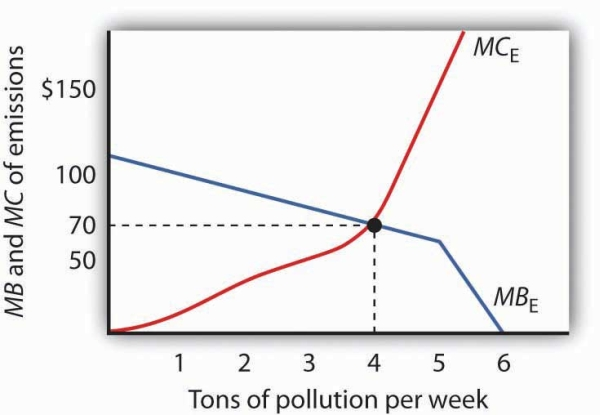 MB and MC of emissions
$150
100
70
50
MC_E
MB_E
1 2 3 4 5 6
Tons of pollution per week